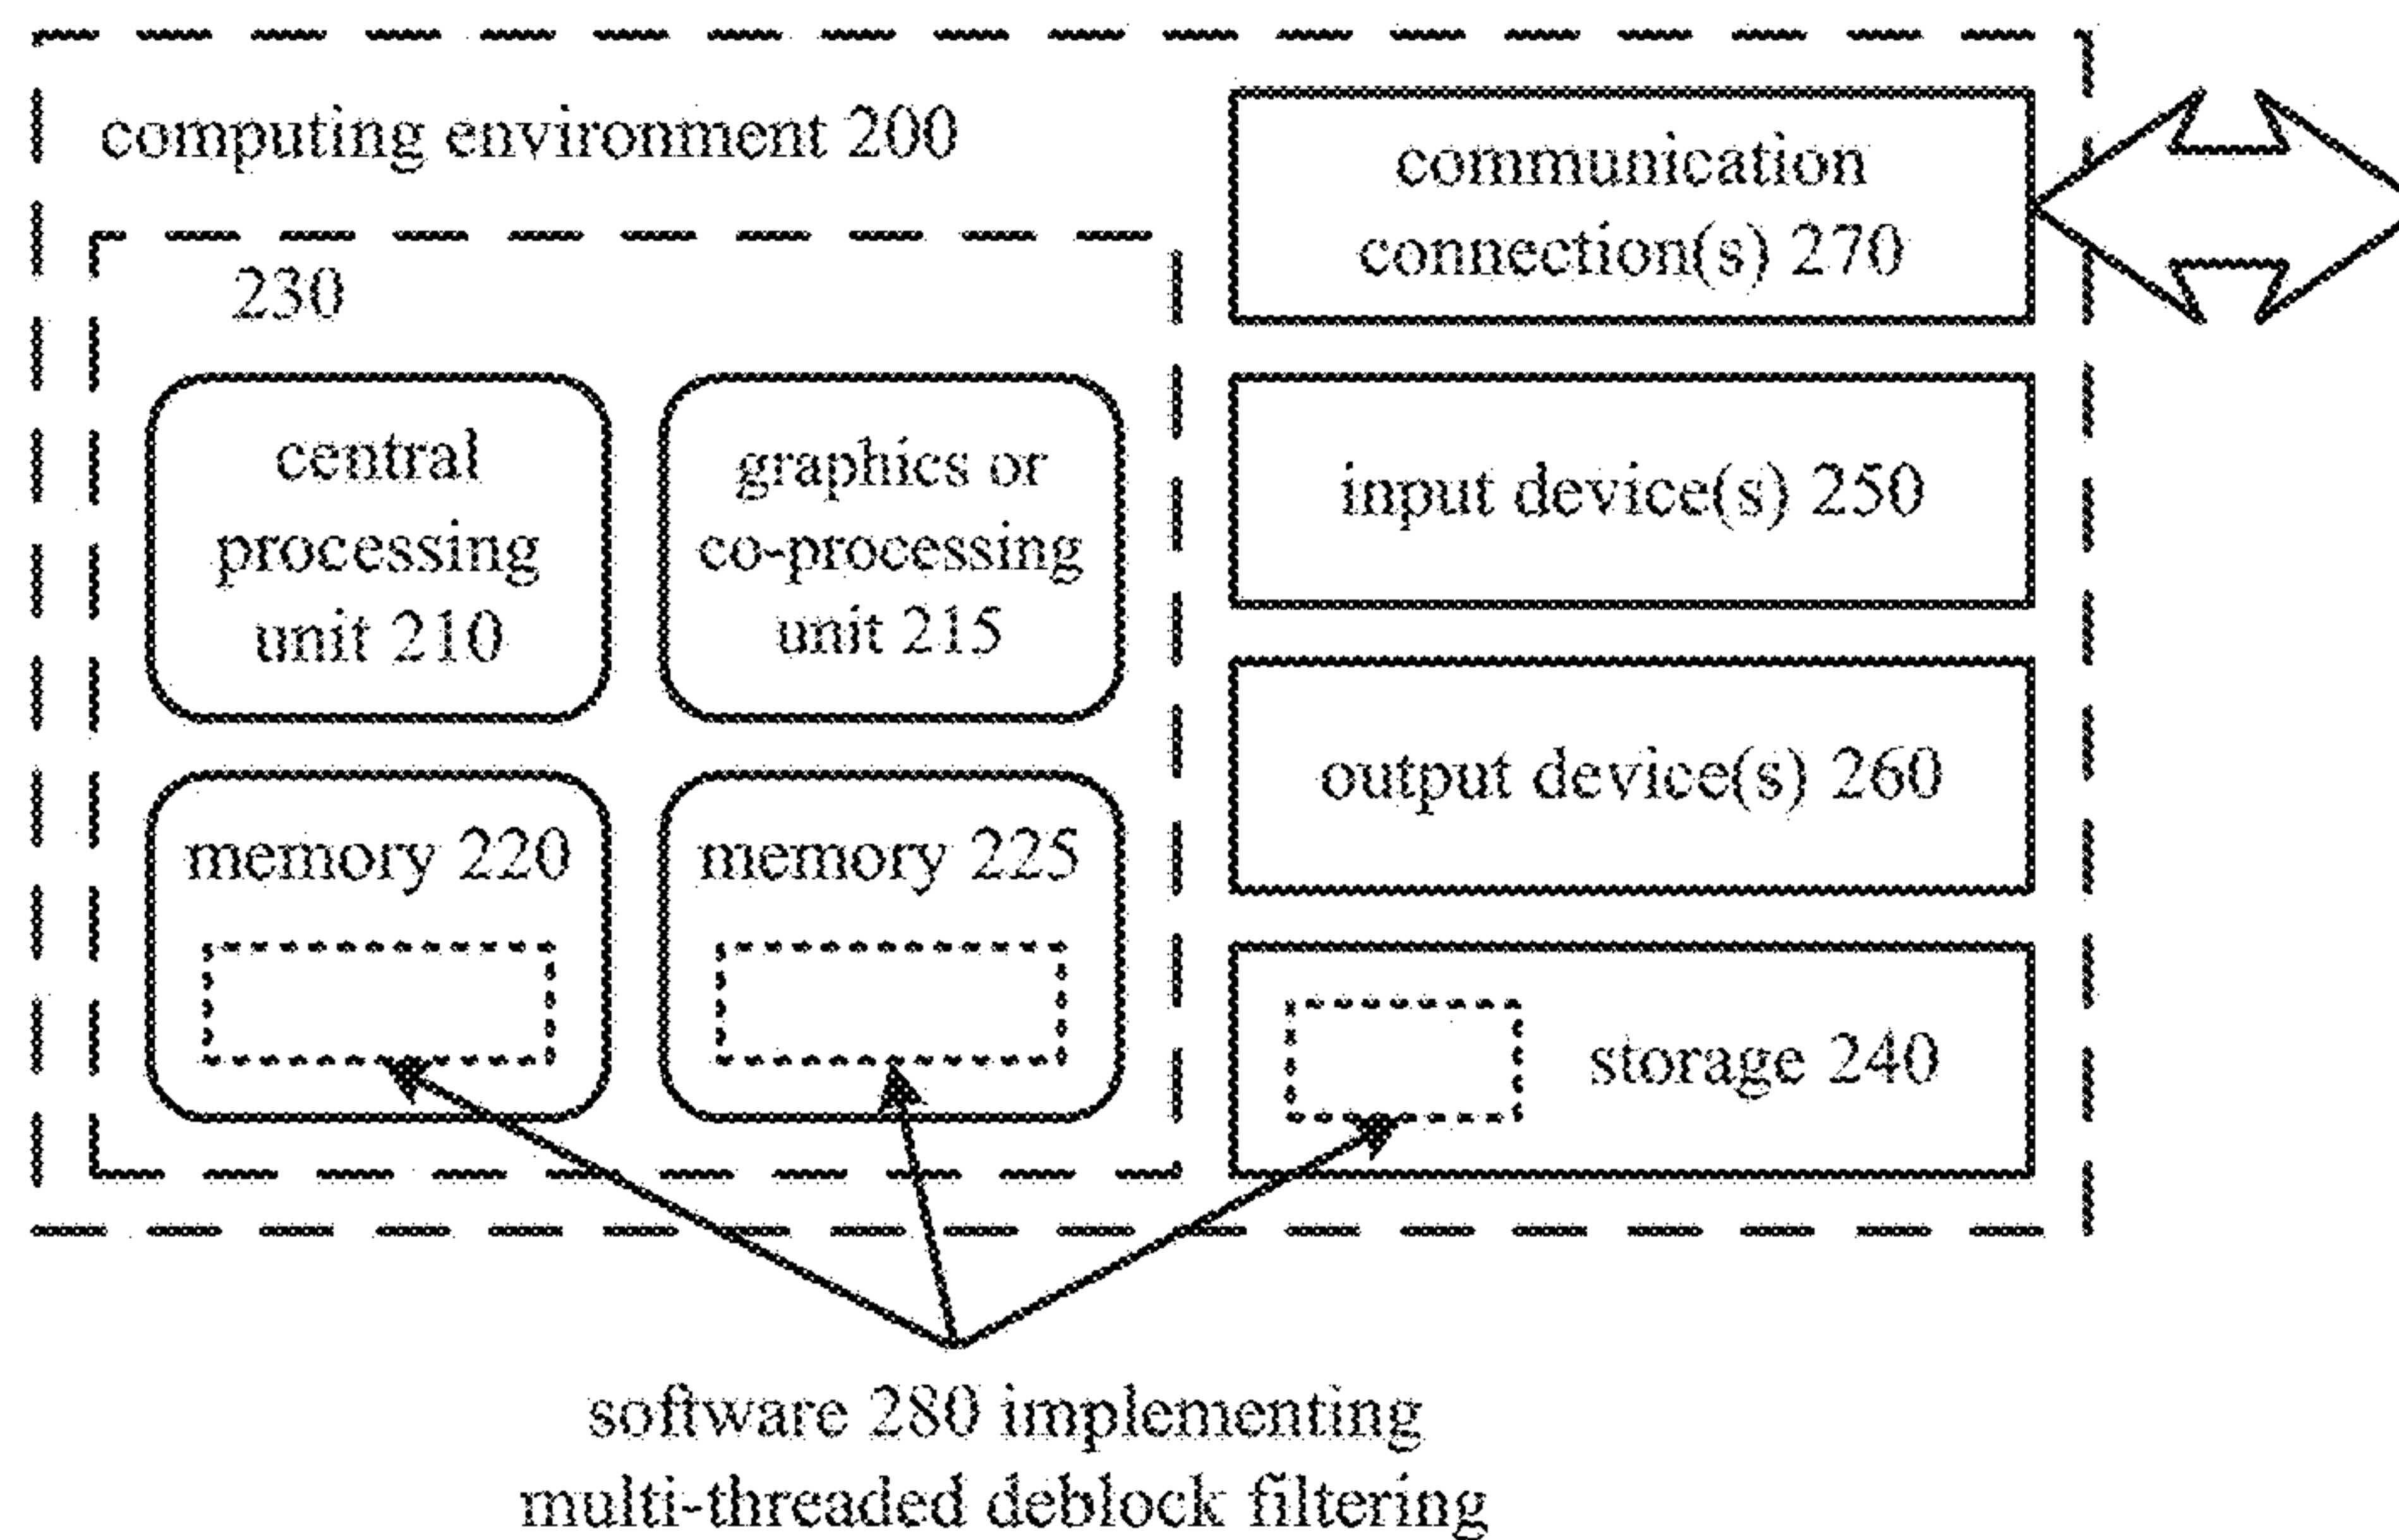 computing environment 200
communication
connection(s) 270
230
central
processing
unit 210
graphics or
co-processing
unit 215
input device(s) 250
output device(s) 260
memory 220
memory 225
storage 240
software 280 implementing
multi-threaded deblock filtering